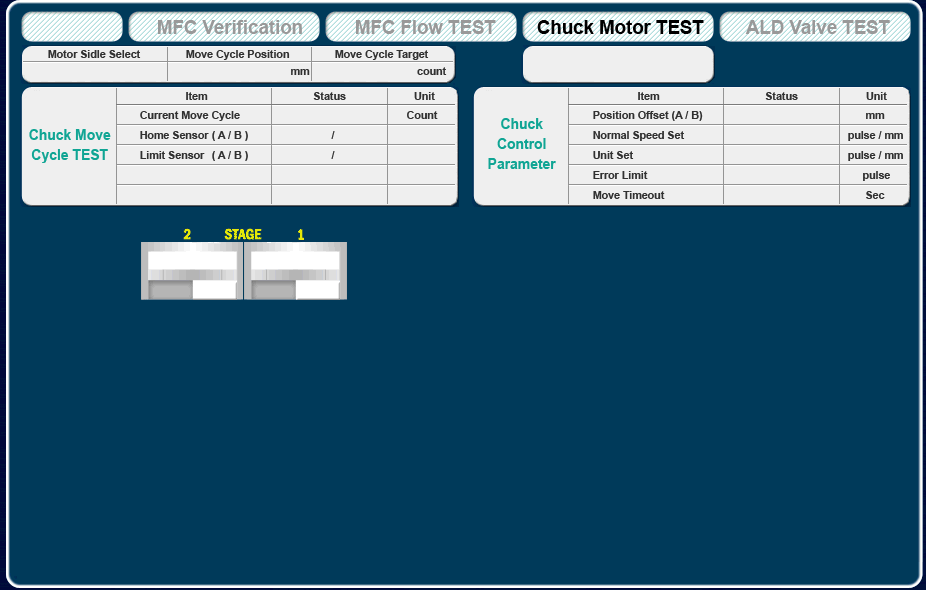 MFC Verification MFC Flow TEST Chuck Motor TEST ALD Valve TEST
Motor Sidle Select Move Cycle Position Move Cycle Target
mm count
Chuck Move
Cycle TEST
Item Status Unit
Current Move Cycle Count
Home Sensor ( A / B ) /
Limit Sensor ( A / B ) /
Chuck
Control
Parameter
Item Status Unit
Position Offset (A / B) mm
Normal Speed Set pulse / mm
Unit Set pulse / mm
Error Limit pulse
Move Timeout Sec
2 STAGE 1